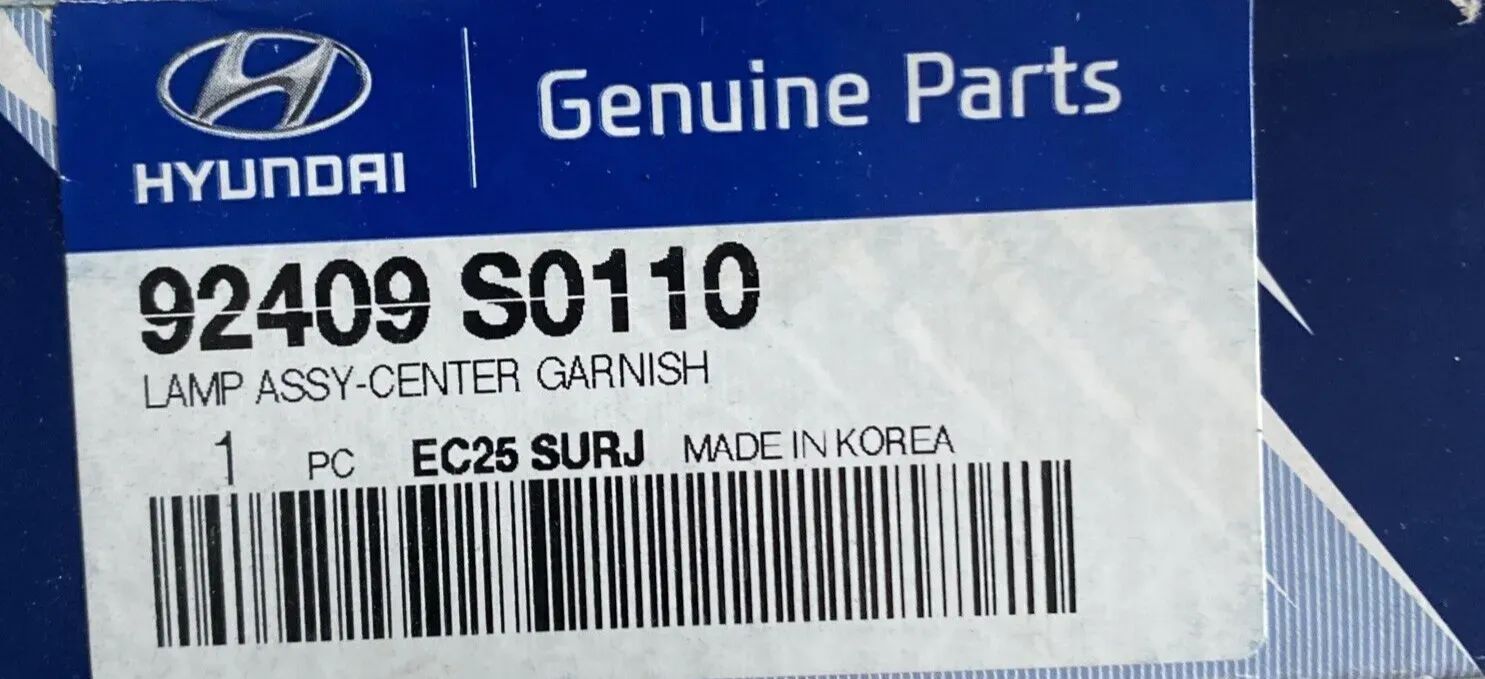 HYUNDAI
Genuine Parts
92409 S0110
LAMP ASSY-CENTER GARNISH
1 PC EC25 SURJ MADE IN KOREA